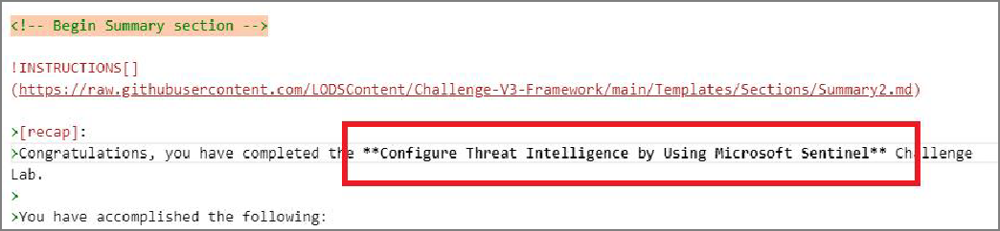 <!-- Begin Summary section -->
!INSTRUCTIONS[]
(https://raw.githubusercontent.com/LODSContent/Challenge-V3-Framework/main/Templates/Sections/Summary2.md)
>[recap]:
>Congratulations, you have completed the **Configure Threat Intelligence by Using Microsoft Sentinel** Challenge
Lab.
>
>You have accomplished the following: